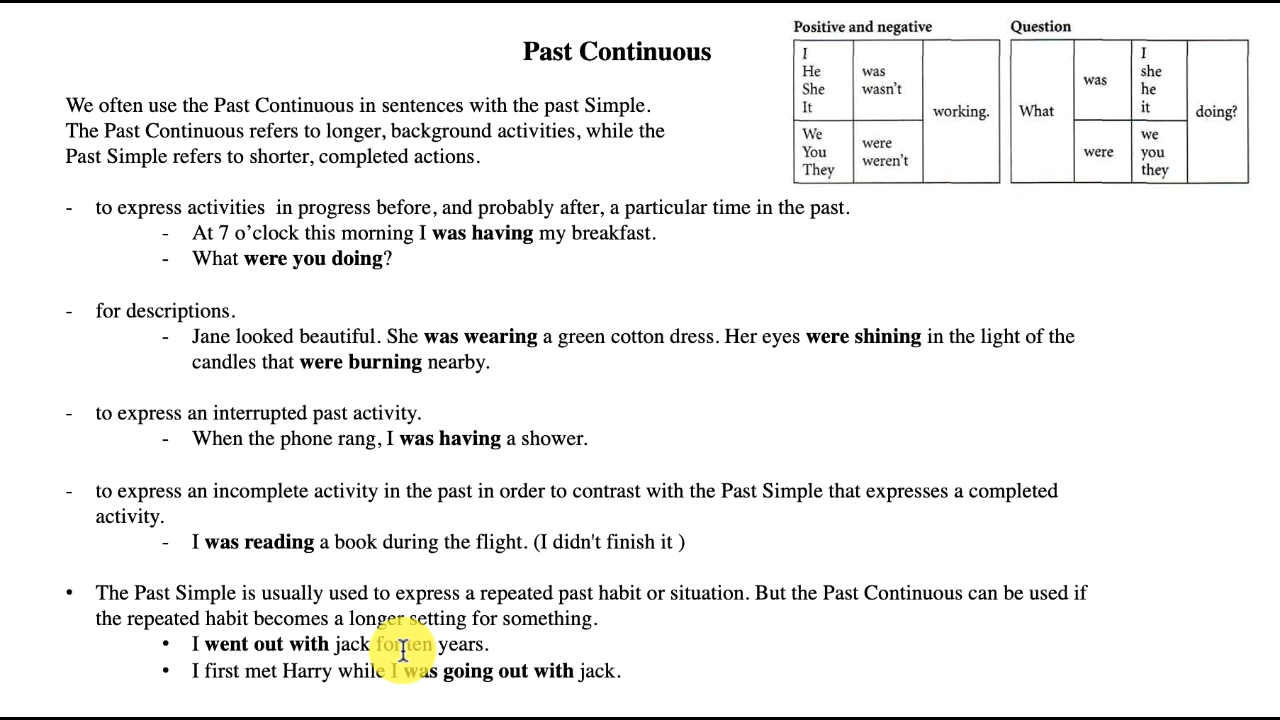 Past Continuous
Positive and negative
I
He
She
It
was
wasn't
We
You
They
were
weren't
working.
Question
What
was
I
she
he
it
were
we
you
they
doing?
We often use the Past Continuous in sentences with the past Simple.
The Past Continuous refers to longer, background activities, while the
Past Simple refers to shorter, completed actions.
- to express activities in progress before, and probably after, a particular time in the past.
- At 7 o’clock this morning I was having my breakfast.
- What were you doing?
- for descriptions.
- Jane looked beautiful. She was wearing a green cotton dress. Her eyes were shining in the light of the
candles that were burning nearby.
- to express an interrupted past activity.
- When the phone rang, I was having a shower.
- to express an incomplete activity in the past in order to contrast with the Past Simple that expresses a completed
activity.
- I was reading a book during the flight. (I didn't finish it )
• The Past Simple is usually used to express a repeated past habit or situation. But the Past Continuous can be used if
the repeated habit becomes a longer setting for something.
• I went out with jack for ten years.
• I first met Harry while I was going out with jack.